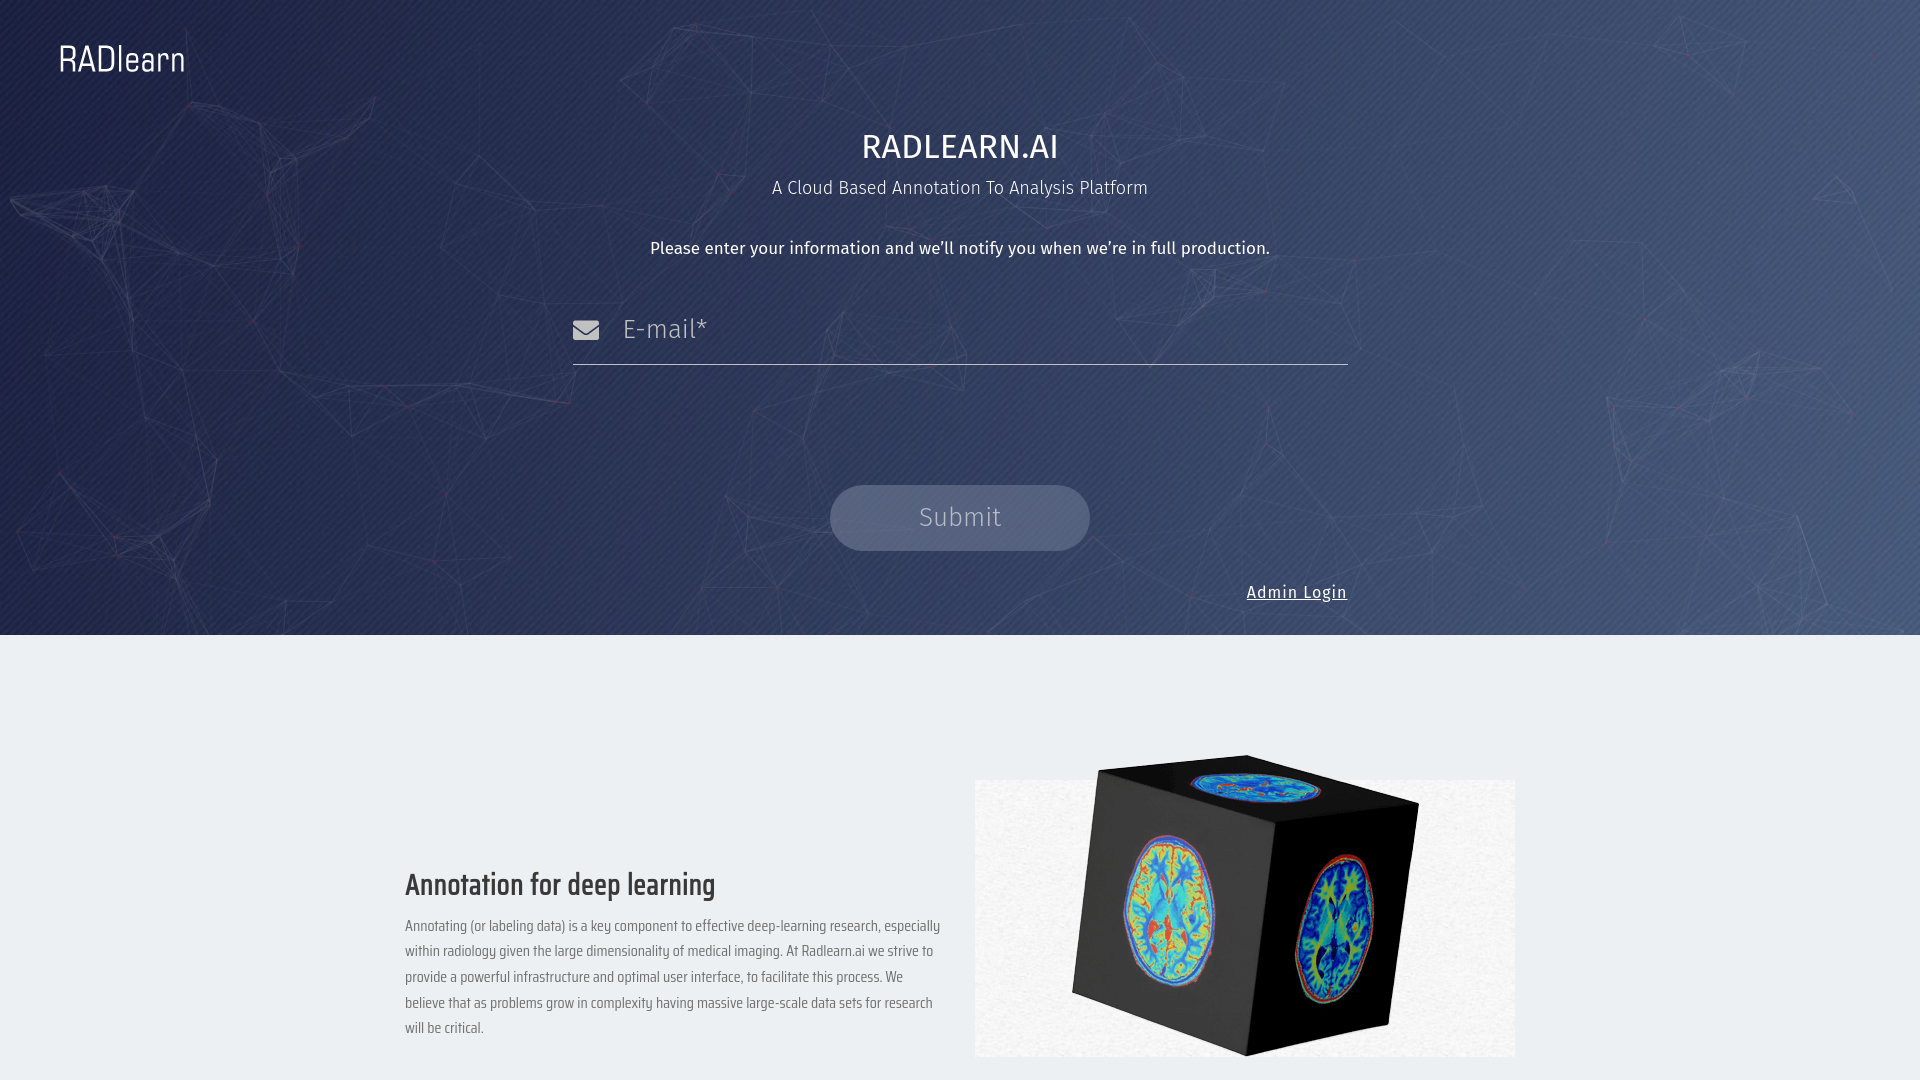 RADlearn
RADLEARN.AI
A Cloud Based Annotation To Analysis Platform
Please enter your information and we’ll notify you when we’re in full production.
E-mail*
Submit
Admin Login
Annotation for deep learning
Annotating (or labeling data) is a key component to effective deep-learning research, especially
within radiology given the large dimensionality of medical imaging. At Radlearn.ai we strive to
provide a powerful infrastructure and optimal user interface, to facilitate this process. We
believe that as problems grow in complexity having massive large-scale data sets for research
will be critical.